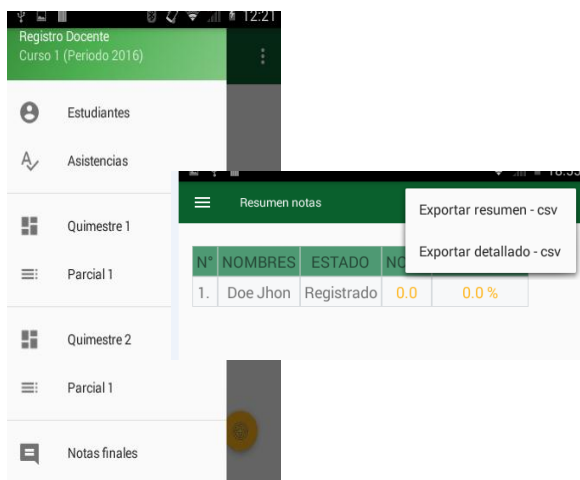 12:21
Registro Docente
Curso 1 (Periodo 2016)
Estudiantes
Asistencias
Quimestre 1
Parcial 1
Quimestre 2
Parcial 1
Notas finales
Resumen notas
Exportar resumen - csv
Exportar detallado - csv
N° NOMBRES ESTADO
1. Doe Jhon Registrado 0.0 0.0 %